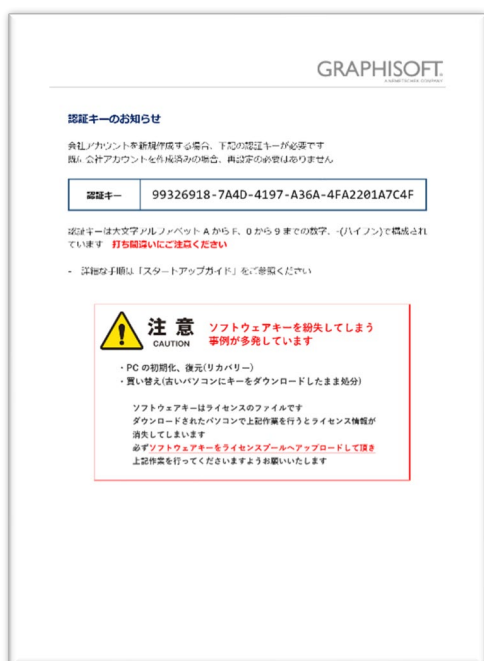 GRAPHISOFT.
A NEMETSCHEK COMPANY
認証キーのお知らせ
会社アカウントを新規作成する場合、下記の認証キーが必要です
既に会社アカウントを作成済みの場合、再設定の必要はありません
認証キー 99326918-7A4D-4197-A36A-4FA2201A7C4F
認証キーは大文字アルファベット A から F、0 から 9 までの数字、-(ハイフン)で構成され
ています 打ち間違いにご注意ください
- 詳細な手順は「スタートアップガイド」をご参照ください
注意 ソフトウェアキーを紛失してしまう
CAUTION 事例が多発しています
・PC の初期化、復元(リカバリー)
・買い替え(古いパソコンにキーをダウンロードしたまま処分)
ソフトウェアキーはライセンスのファイルです
ダウンロードされたパソコンで上記作業を行うとライセンス情報が
消失してしまいます
必ずソフトウェアキーをライセンスプールへアップロードして頂き
上記作業を行ってくださいますようお願いいたします